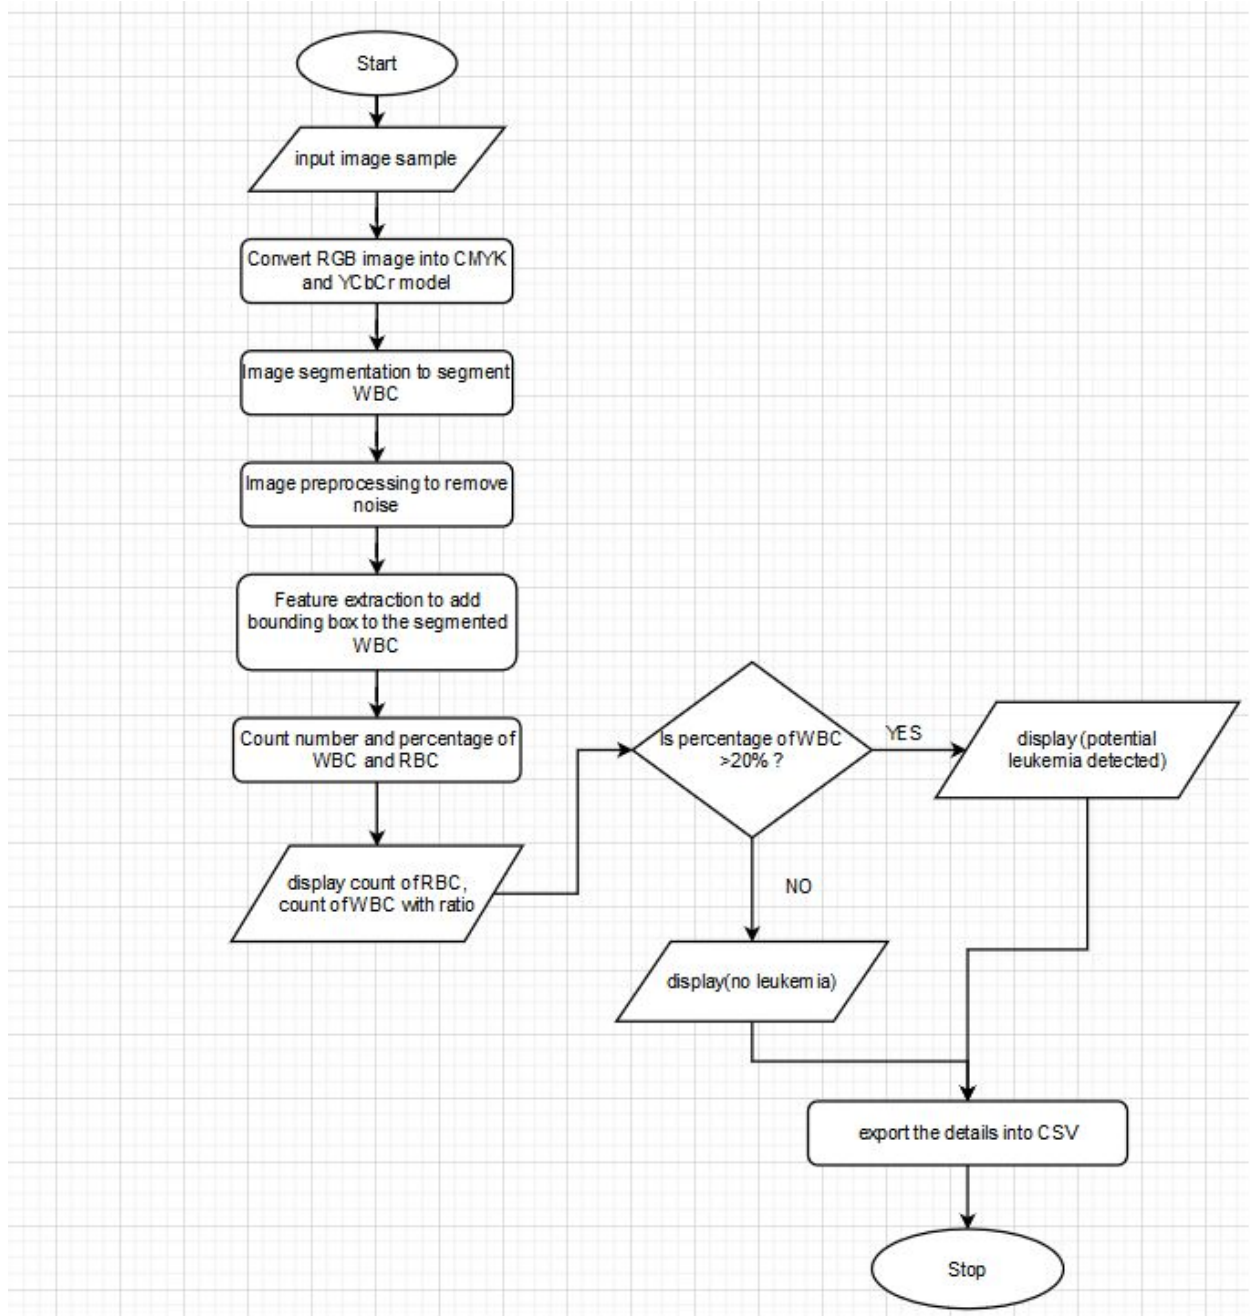 Start
input image sample
Convert RGB image into CMYK
and YCbCr model
Image segmentation to segment
WBC
Image preprocessing to remove
noise
Feature extraction to add
bounding box to the segmented
WBC
Count number and percentage of
WBC and RBC
display count of RBC,
count of WBC with ratio
Is percentage of WBC
>20% ?
YES
display (potential
leukemia detected)
NO
display(no leukemia)
export the details into CSV
Stop